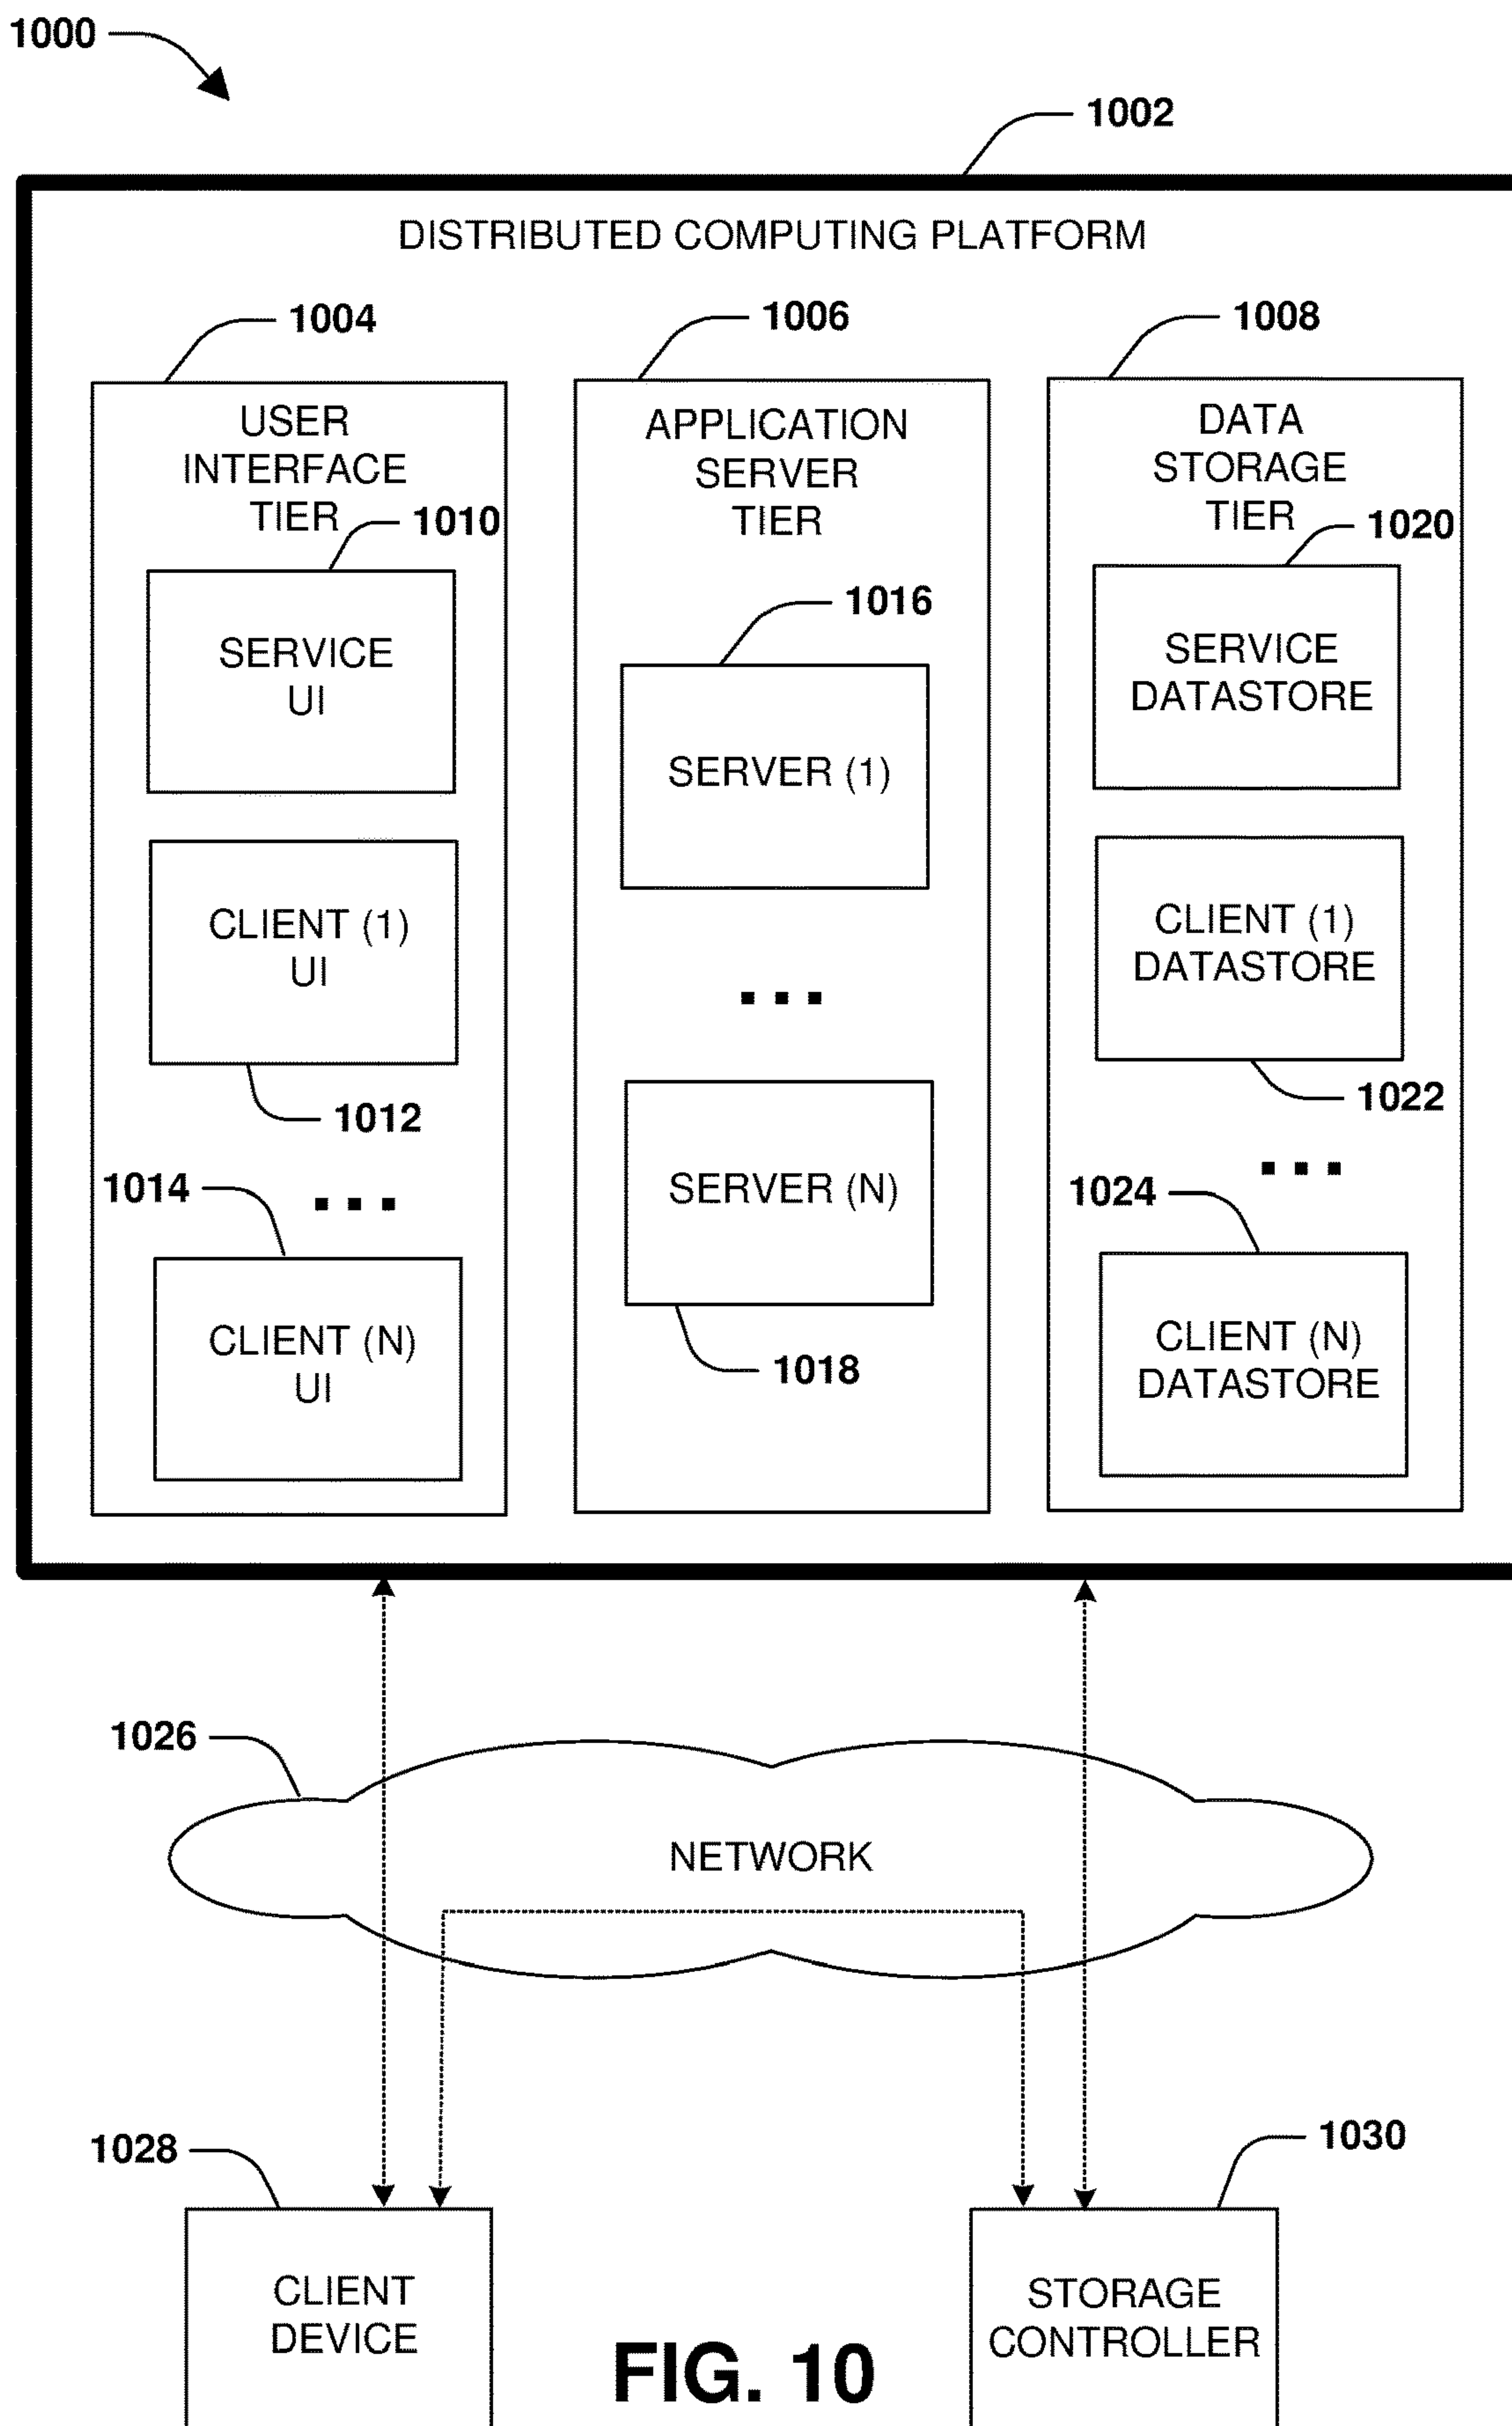 1000
1002
DISTRIBUTED COMPUTING PLATFORM
1004
USER
INTERFACE
TIER
1010
SERVICE
UI
CLIENT (1)
UI
1012
1014
...
CLIENT (N)
UI
1006
APPLICATION
SERVER
TIER
1016
SERVER (1)
...
SERVER (N)
1018
1008
DATA
STORAGE
TIER
1020
SERVICE
DATASTORE
CLIENT (1)
DATASTORE
1022
...
1024
CLIENT (N)
DATASTORE
1026
NETWORK
1028
CLIENT
DEVICE
1030
STORAGE
CONTROLLER
FIG. 10